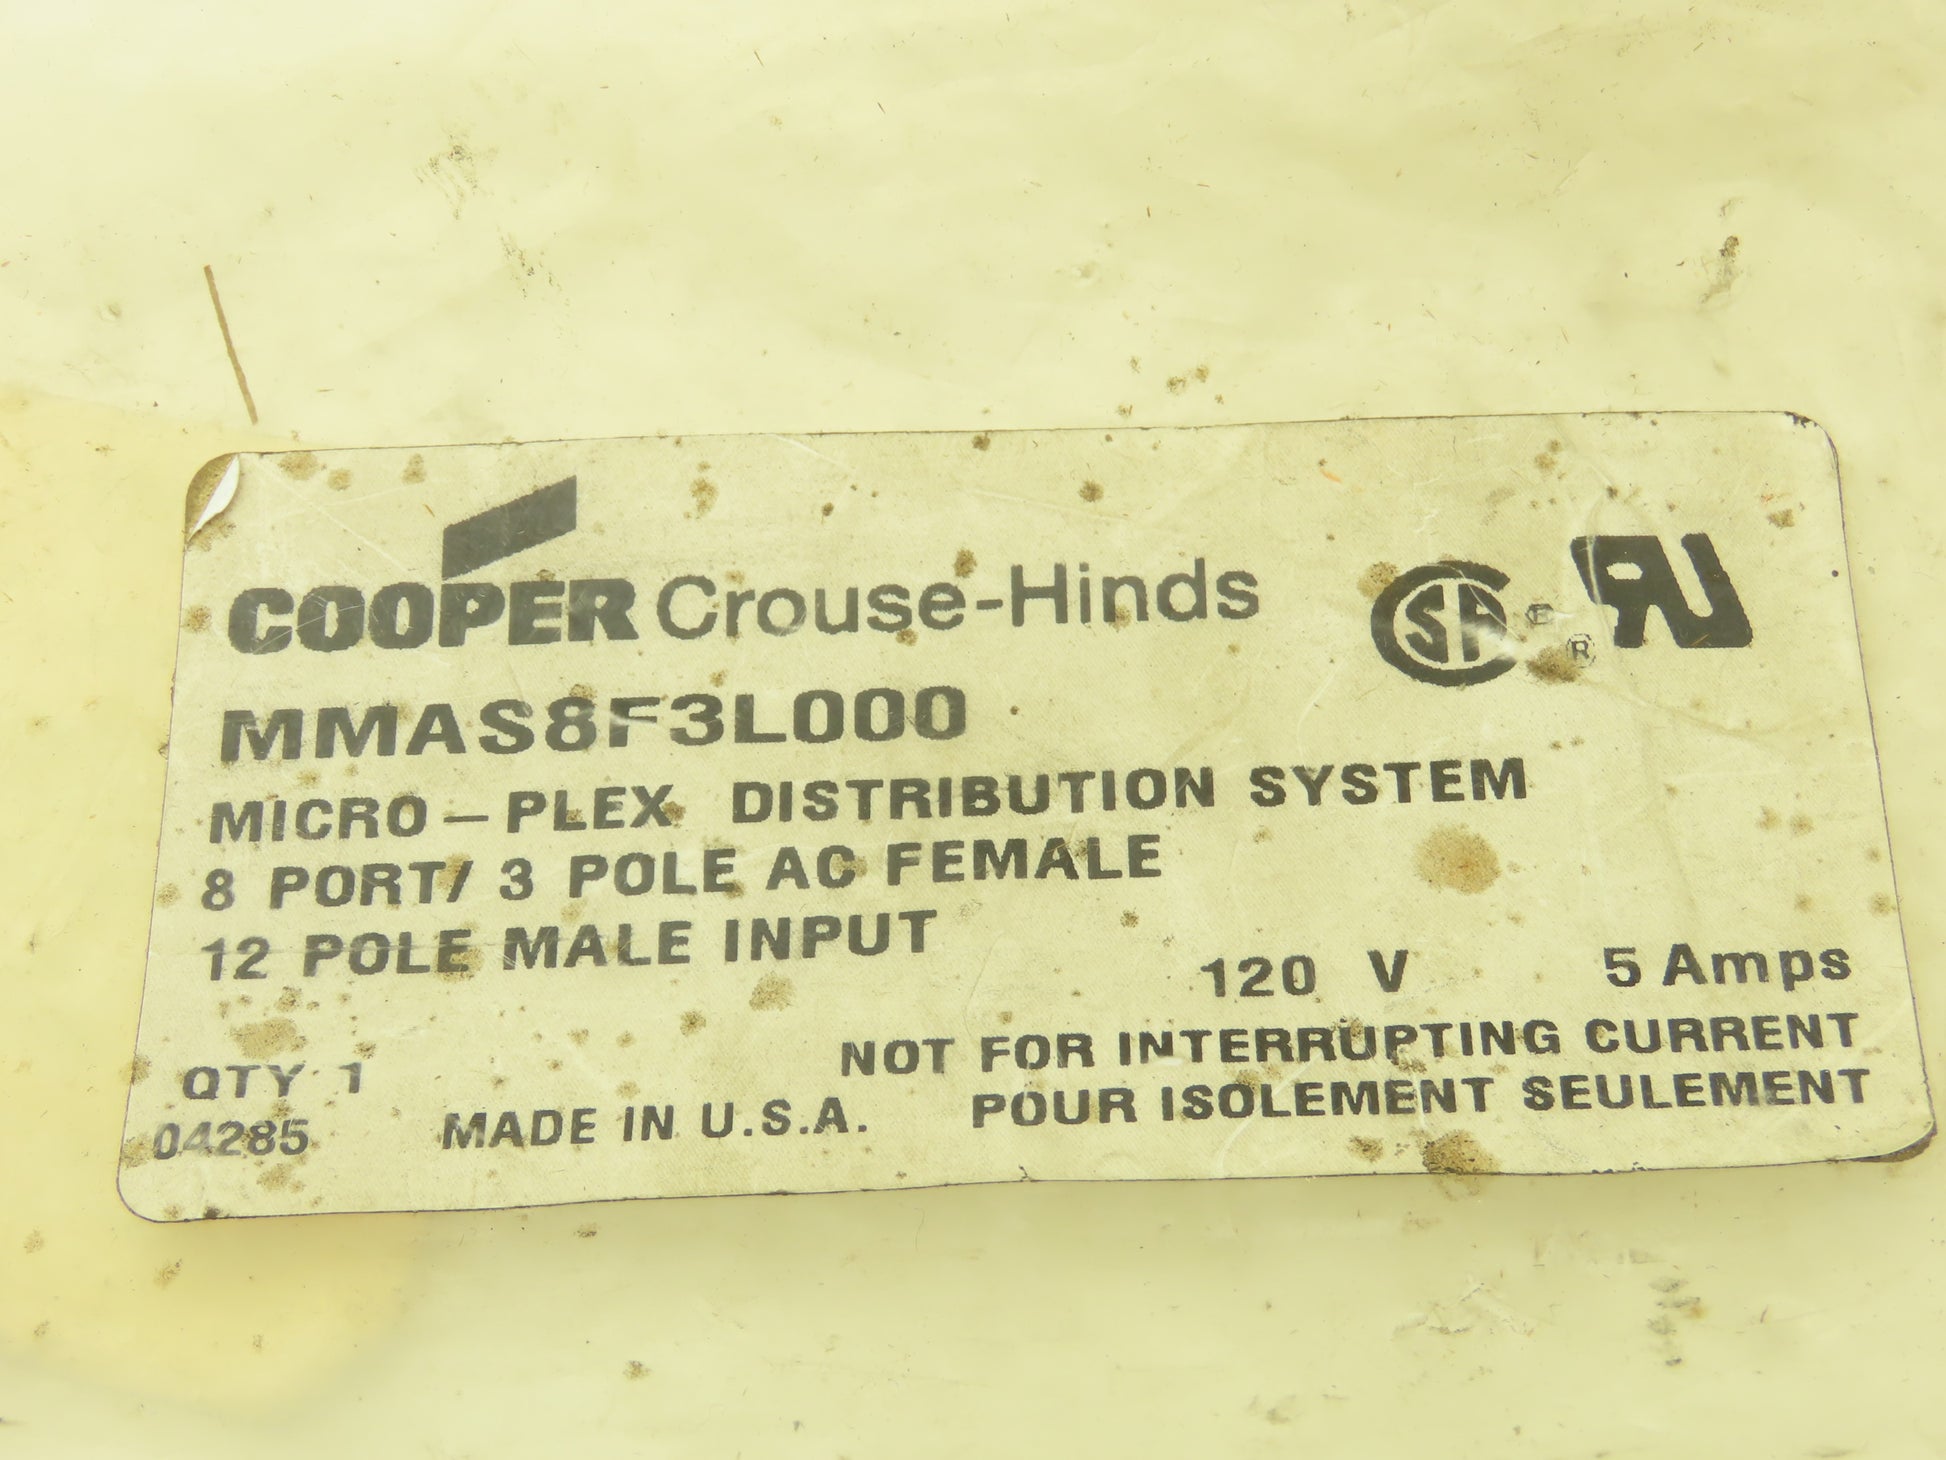 COOPER Crouse-Hinds
MMAS8F3L000
MICRO-PLEX DISTRIBUTION SYSTEM
8 PORT/ 3 POLE AC FEMALE
12 POLE MALE INPUT
120 V 5 Amps
NOT FOR INTERRUPTING CURRENT
QTY 1
POUR ISOLEMENT SEULEMENT
04285 MADE IN U.S.A.